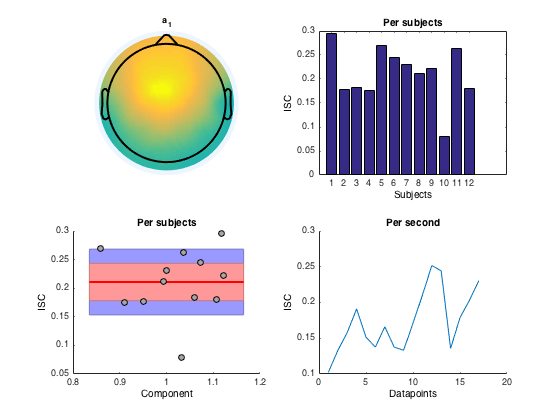 a1
Per subjects
0.3
0.25
0.2
0.15
0.1
0.05
0
ISC
1 2 3 4 5 6 7 8 9 10 11 12
Subjects
Per subjects
0.3
0.25
0.2
0.15
0.1
0.05
ISC
0.8 0.9 1 1.1 1.2
Component
Per second
0.3
0.25
0.2
0.15
0.1
ISC
0 5 10 15 20
Datapoints